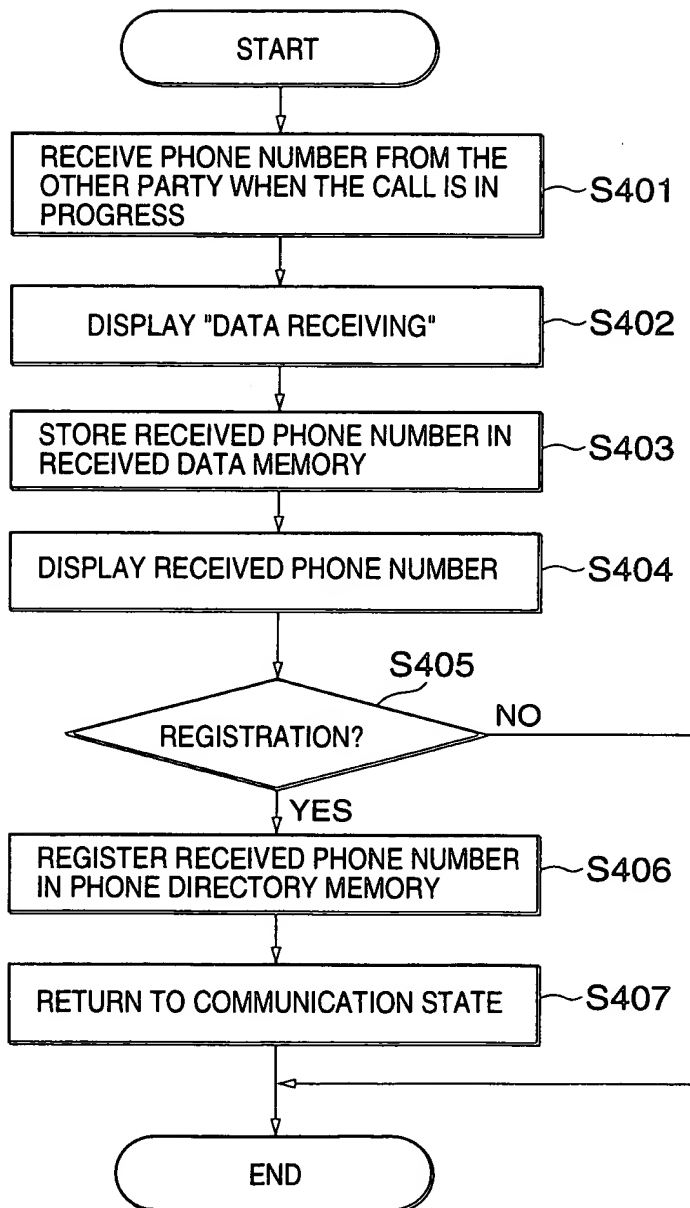 START
RECEIVE PHONE NUMBER FROM THE
OTHER PARTY WHEN THE CALL IS IN
PROGRESS
S401
DISPLAY "DATA RECEIVING"
S402
STORE RECEIVED PHONE NUMBER IN
RECEIVED DATA MEMORY
S403
DISPLAY RECEIVED PHONE NUMBER
S404
S405
REGISTRATION?
NO
YES
REGISTER RECEIVED PHONE NUMBER
IN PHONE DIRECTORY MEMORY
S406
RETURN TO COMMUNICATION STATE
S407
END